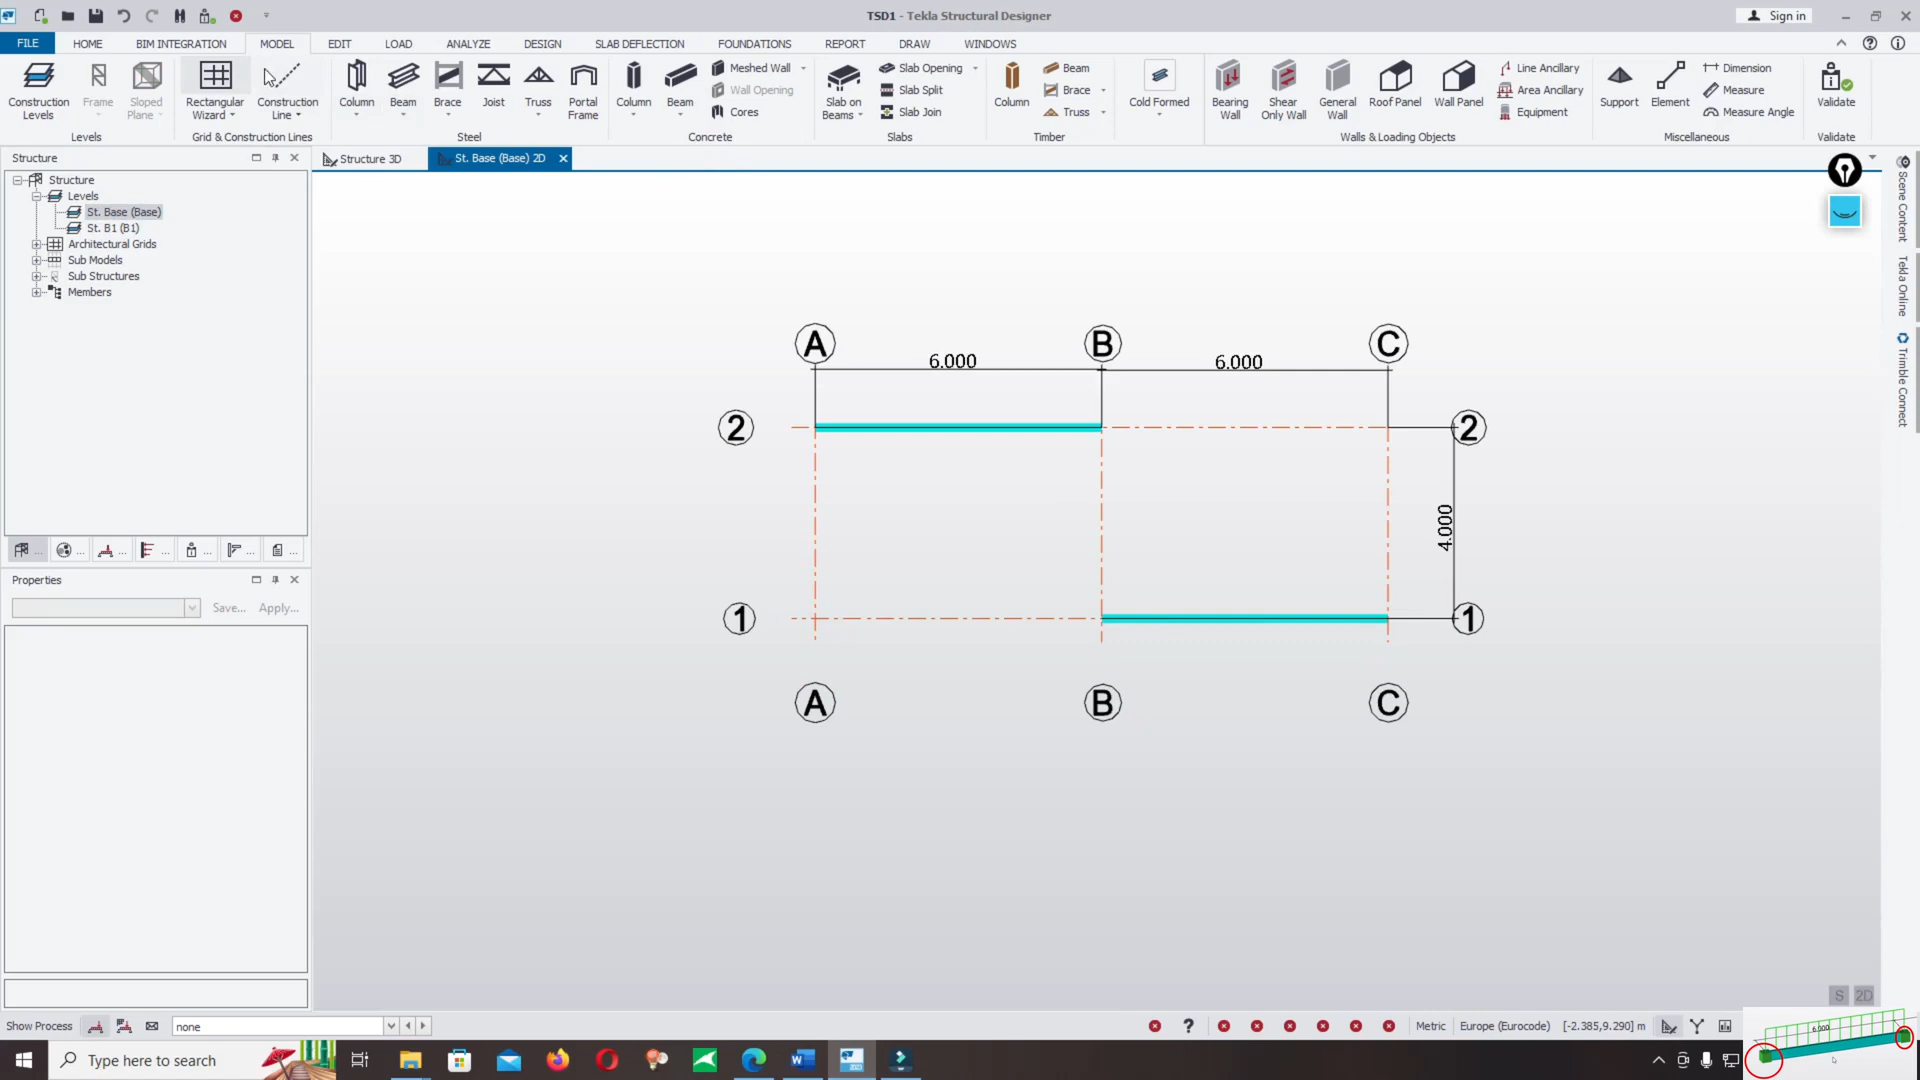 TSD1 - Tekla Structural Designer
Sign in
FILE HOME BIM INTEGRATION MODEL EDIT LOAD ANALYZE DESIGN SLAB DEFLECTION FOUNDATIONS REPORT DRAW WINDOWS
Construction Levels
Frame
Sloped Plane
Levels
Rectangular Wizard
Construction Line
Grid & Construction Lines
Column
Beam
Brace
Joist
Truss
Portal Frame
Steel
Column
Beam
Meshed Wall
Wall Opening
Cores
Concrete
Slab on Beams
Slab Opening
Slab Split
Slab Join
Slabs
Column
Beam
Brace
Truss
Timber
Cold Formed
Bearing Wall
Shear Only Wall
General Wall
Roof Panel
Wall Panel
Line Ancillary
Area Ancillary
Equipment
Walls & Loading Objects
Support
Element
Dimension
Measure
Measure Angle
Miscellaneous
Validate
Validate
Structure
Structure 3D
St. Base (Base) 2D
Structure
Levels
St. Base (Base)
St. B1 (B1)
Architectural Grids
Sub Models
Sub Structures
Members
Scene Content
Tekla Online
Trimble Connect
A B C
6.000 6.000
2 2
4.000
1 1
A B C
Properties
Save... Apply...
S 2D
Show Process
none
Metric
Europe (Eurocode)
[-2.385,9.290] m
6.000
Type here to search